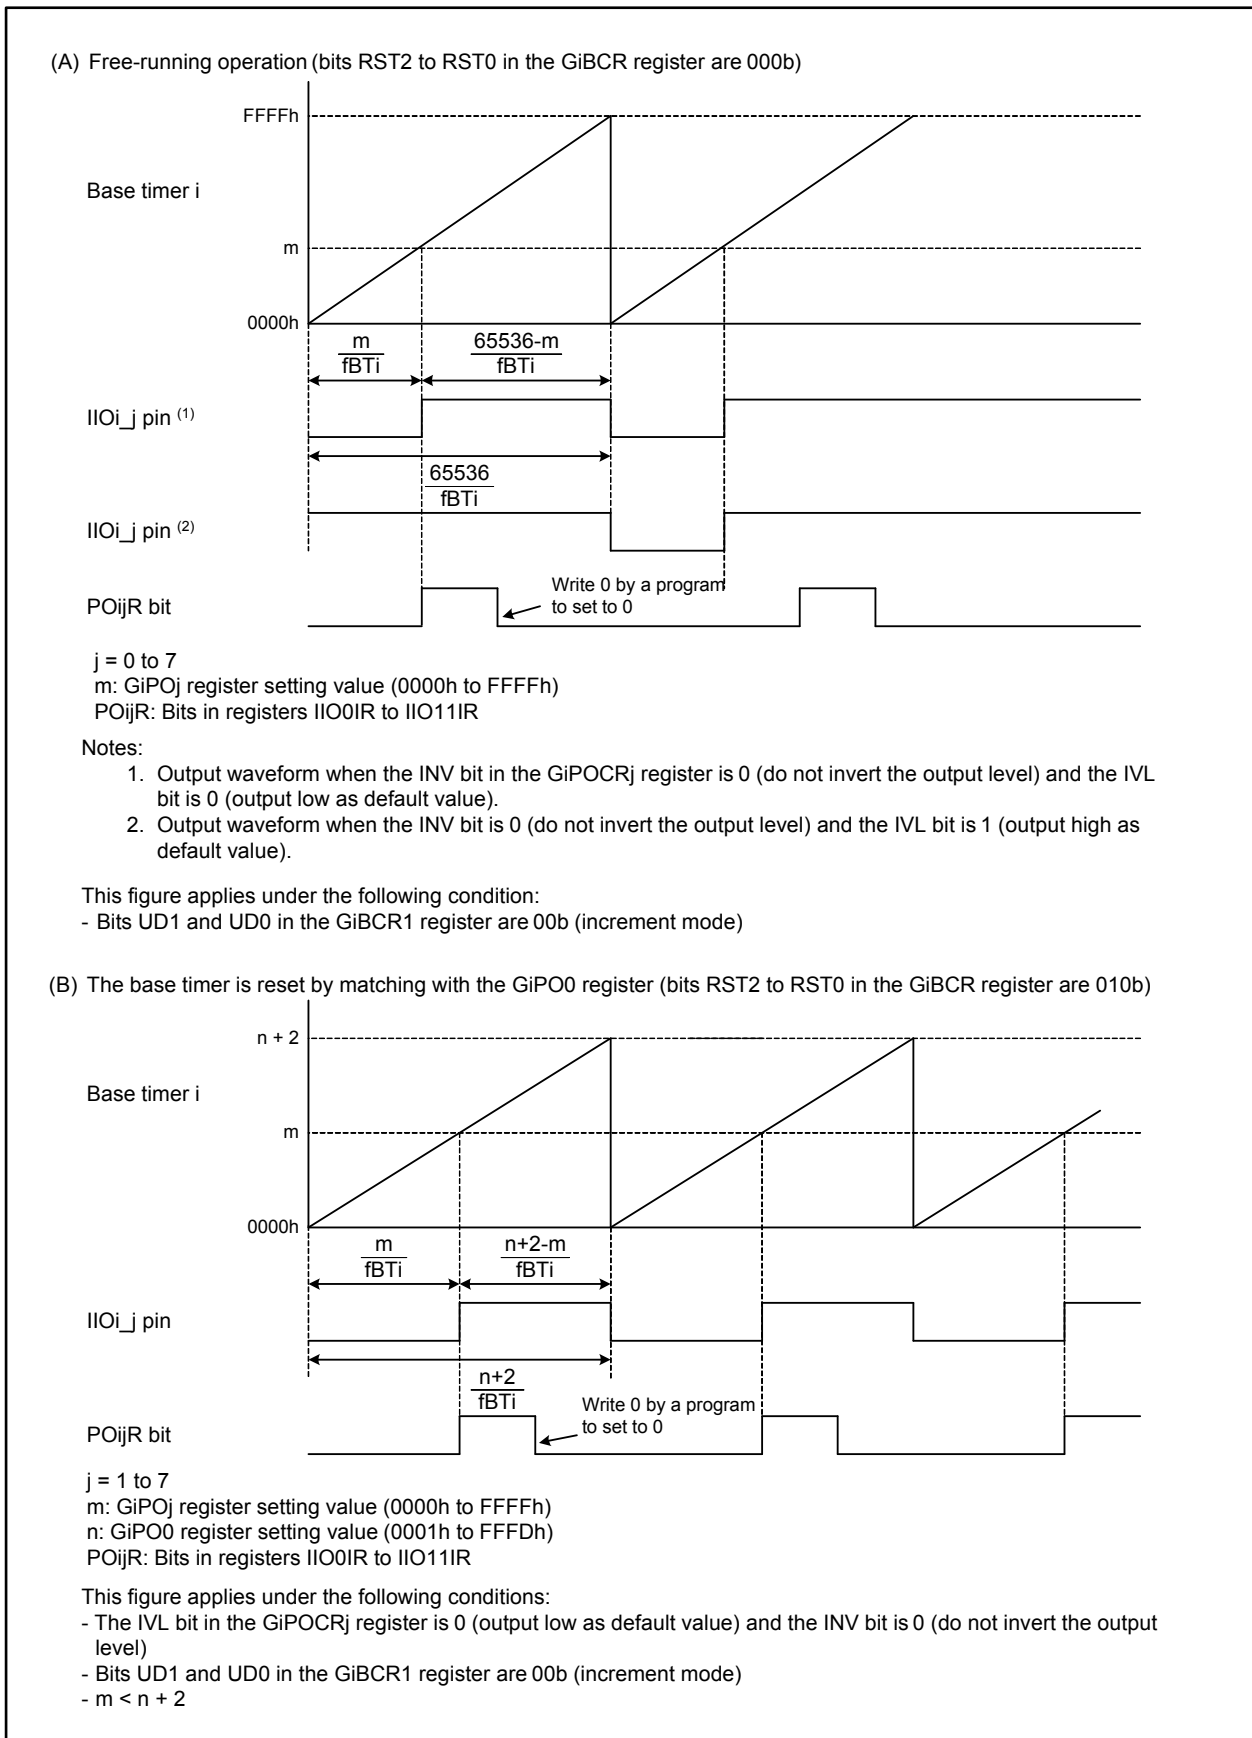 (A) Free-running operation (bits RST2 to RST0 in the GiBCR register are 000b)
FFFFh
Base timer i
m
0000h
m
fBTi
65536-m
fBTi
IIOi_j pin (1)
65536
fBTi
IIOi_j pin (2)
Write 0 by a program
to set to 0
POijR bit
j = 0 to 7
m: GiPOj register setting value (0000h to FFFFh)
POijR: Bits in registers IIO0IR to IIO11IR
Notes:
1. Output waveform when the INV bit in the GiPOCRj register is 0 (do not invert the output level) and the IVL
bit is 0 (output low as default value).
2. Output waveform when the INV bit is 0 (do not invert the output level) and the IVL bit is 1 (output high as
default value).
This figure applies under the following condition:
- Bits UD1 and UD0 in the GiBCR1 register are 00b (increment mode)
(B) The base timer is reset by matching with the GiPO0 register (bits RST2 to RST0 in the GiBCR register are 010b)
n + 2
Base timer i
m
0000h
m
fBTi
n+2-m
fBTi
IIOi_j pin
n+2
fBTi
Write 0 by a program
to set to 0
POijR bit
j = 1 to 7
m: GiPOj register setting value (0000h to FFFFh)
n: GiPO0 register setting value (0001h to FFFDh)
POijR: Bits in registers IIO0IR to IIO11IR
This figure applies under the following conditions:
- The IVL bit in the GiPOCRj register is 0 (output low as default value) and the INV bit is 0 (do not invert the output
level)
- Bits UD1 and UD0 in the GiBCR1 register are 00b (increment mode)
- m < n + 2